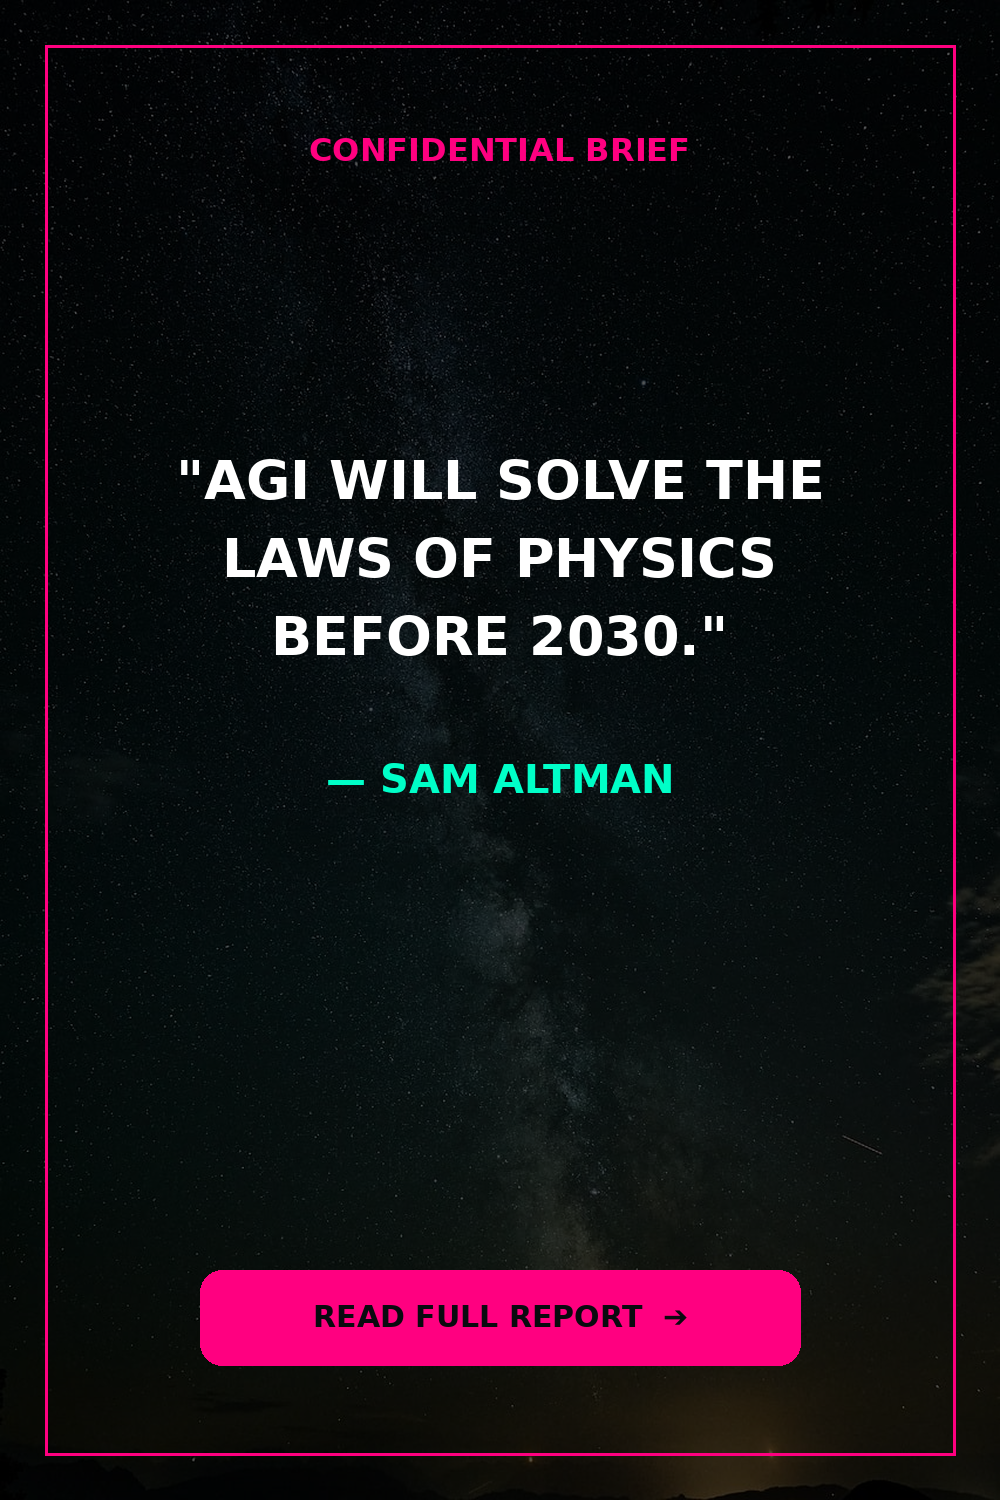 CONFIDENTIAL BRIEF
"AGI WILL SOLVE THE
LAWS OF PHYSICS
BEFORE 2030."
— SAM ALTMAN
READ FULL REPORT ➔